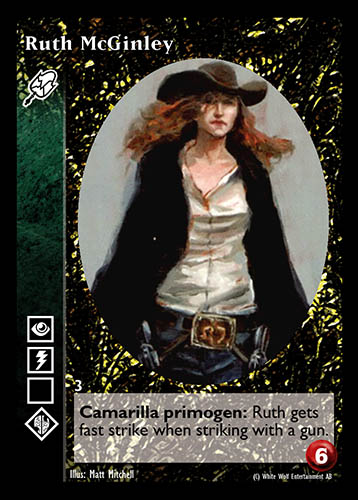 Ruth McGinley
3
Camarilla primogen: Ruth gets
fast strike when striking with a gun.
6
Illus: Matt Mitchell
(C) White Wolf Entertainment AB